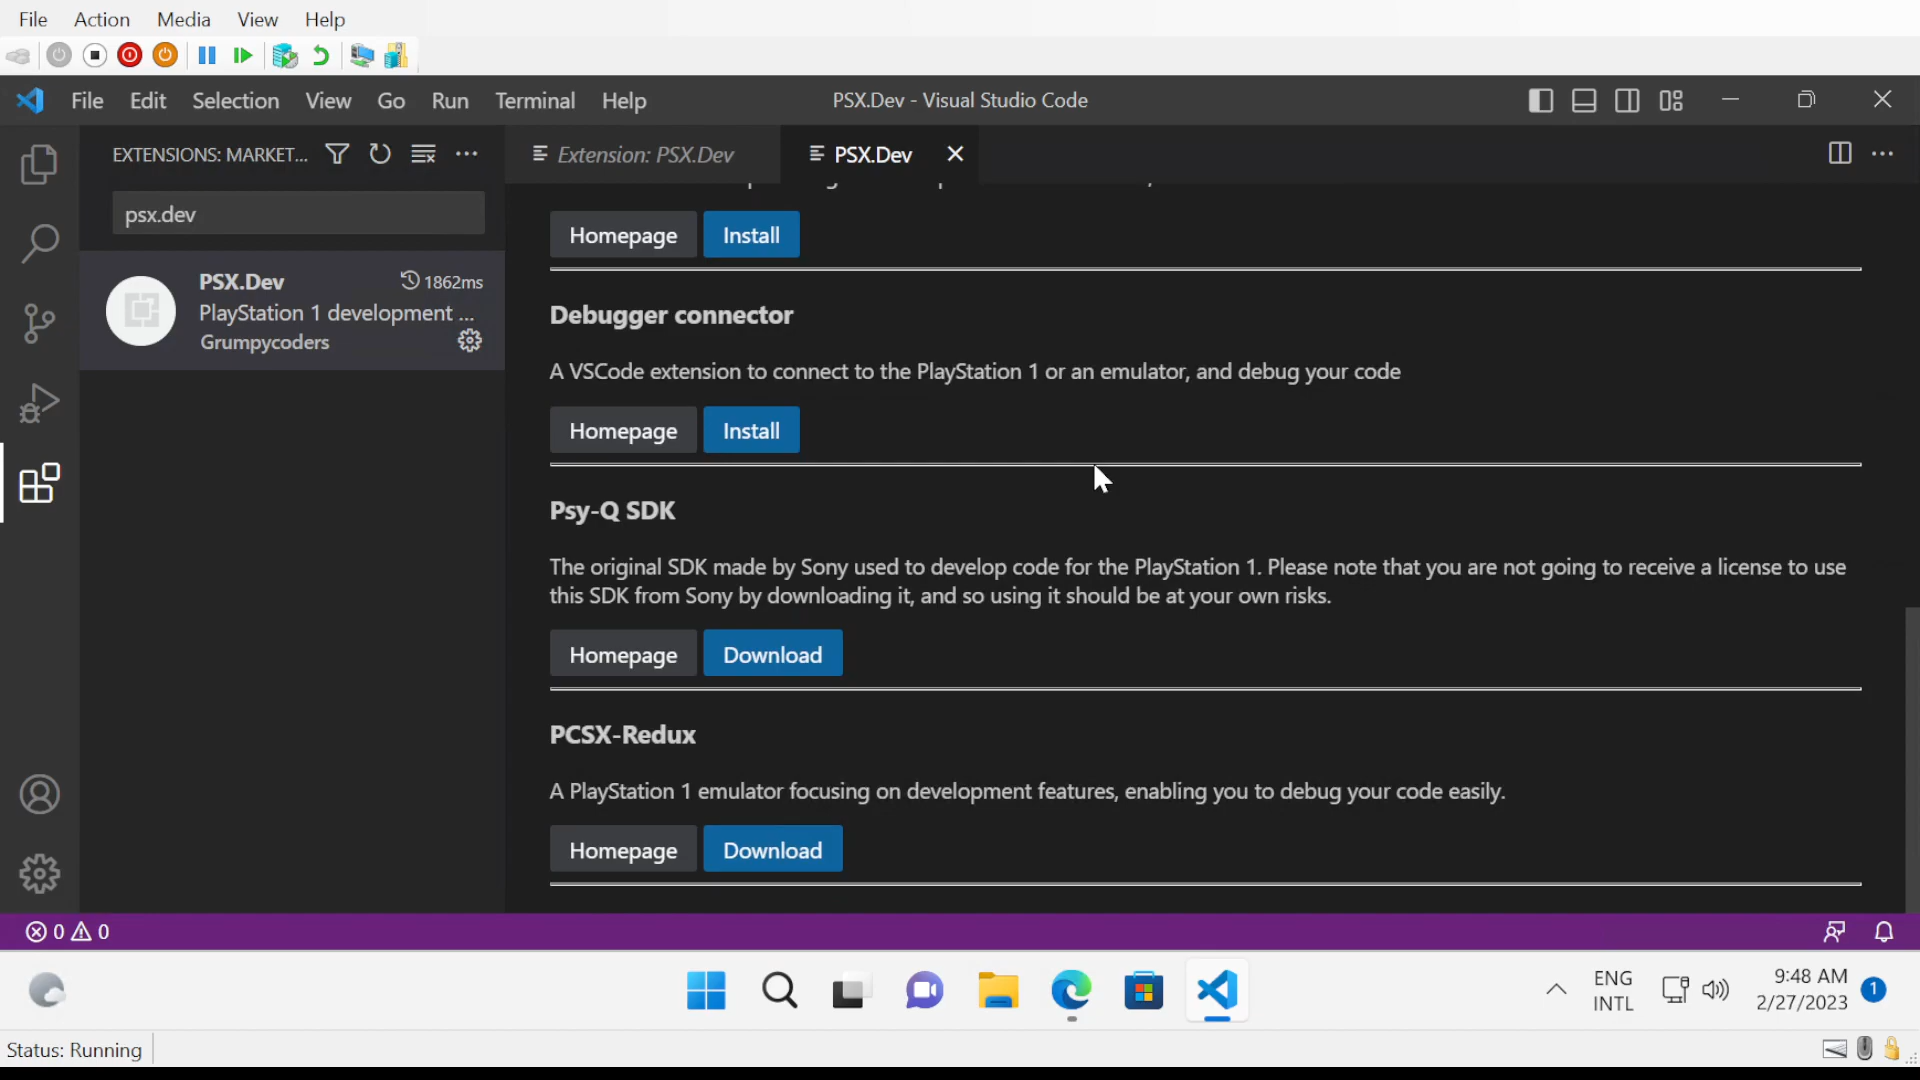 File Action Media View Help
File Edit Selection View Go Run Terminal Help
PSX.Dev - Visual Studio Code
EXTENSIONS: MARKET...
Extension: PSX.Dev
PSX.Dev
psx.dev
PSX.Dev 1862ms
PlayStation 1 development ...
Grumpycoders
Homepage Install
Debugger connector
A VSCode extension to connect to the PlayStation 1 or an emulator, and debug your code
Homepage Install
Psy-Q SDK
The original SDK made by Sony used to develop code for the PlayStation 1. Please note that you are not going to receive a license to use
this SDK from Sony by downloading it, and so using it should be at your own risks.
Homepage Download
PCSX-Redux
A PlayStation 1 emulator focusing on development features, enabling you to debug your code easily.
Homepage Download
0 0
ENG
INTL
9:48 AM
2/27/2023
1
Status: Running